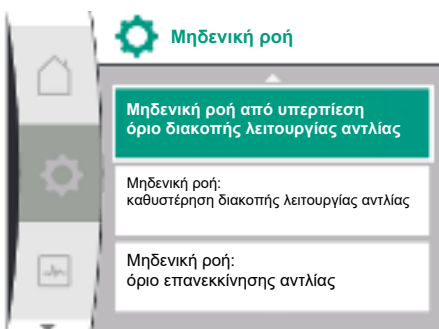 Μηδενική ροή
Μηδενική ροή από υπερπίεση
όριο διακοπής λειτουργίας αντλίας
Μηδενική ροή:
καθυστέρηση διακοπής λειτουργίας αντλίας
Μηδενική ροή:
όριο επανεκκίνησης αντλίας